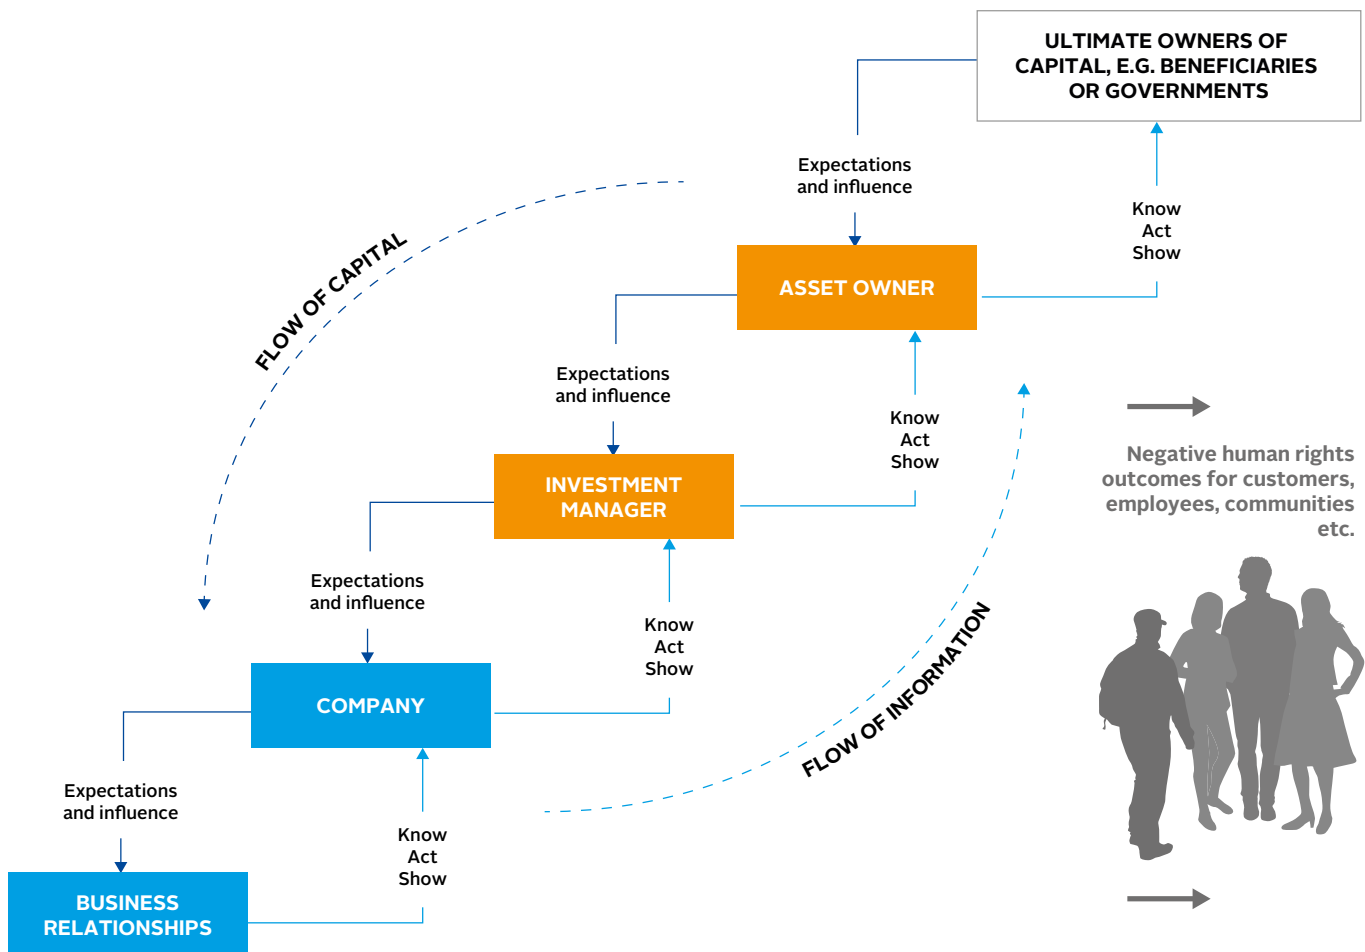 ULTIMATE OWNERS OF
CAPITAL, E.G. BENEFICIARIES
OR GOVERNMENTS
Expectations
and influence
Know
Act
Show
FLOW OF CAPITAL
ASSET OWNER
Expectations
and influence
Know
Act
Show
Negative human rights
outcomes for customers,
employees, communities
etc.
INVESTMENT
MANAGER
Expectations
and influence
Know
Act
Show
FLOW OF INFORMATION
COMPANY
Expectations
and influence
Know
Act
Show
BUSINESS
RELATIONSHIPS